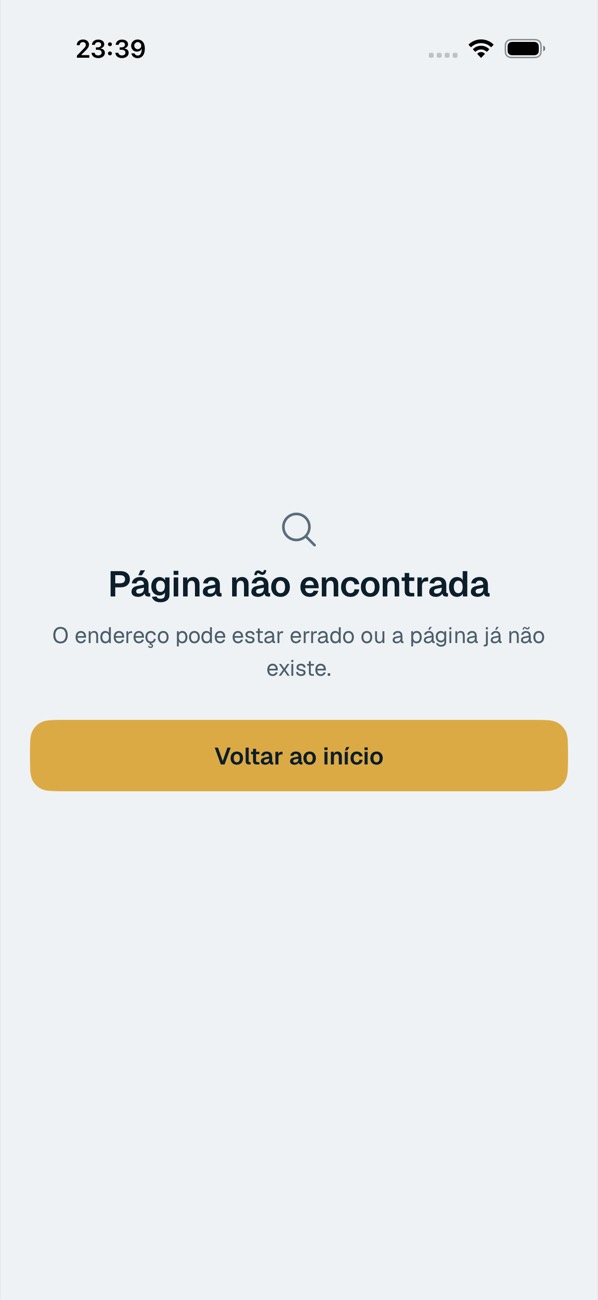 23:39
Página não encontrada
O endereço pode estar errado ou a página já não
existe.
Voltar ao início